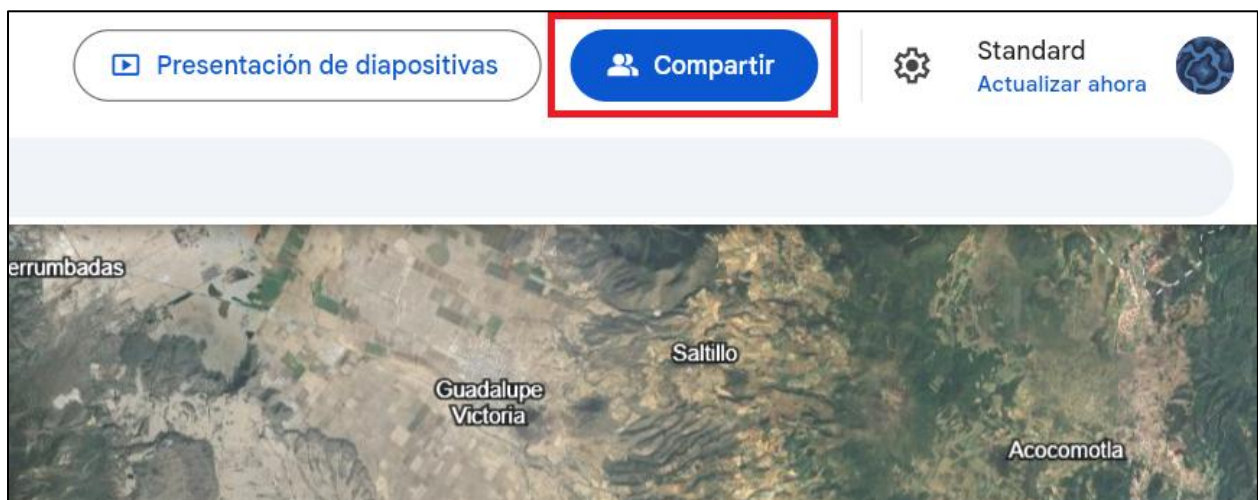 Presentación de diapositivas
Compartir
Standard
Actualizar ahora
errumbadas
Saltillo
Guadalupe
Victoria
Acocomotla